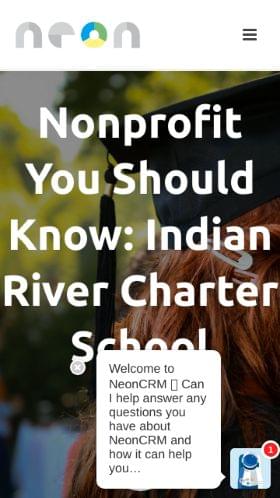 neon
Nonprofit
You Should
Know: Indian
River Charter
School
Welcome to
NeonCRM Can
I help answer any
questions you
have about
NeonCRM and
how it can help
you…
1